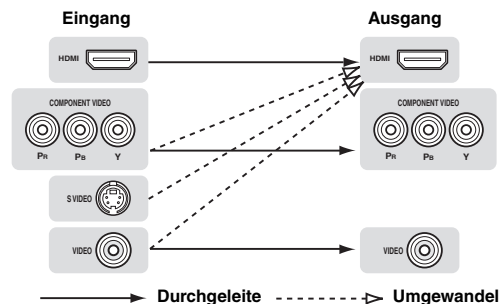 Eingang
Ausgang
HDMI
HDMI
COMPONENT VIDEO
COMPONENT VIDEO
PR PB Y
PR PB Y
S VIDEO
VIDEO
VIDEO
Durchgeleite
Umgewandel